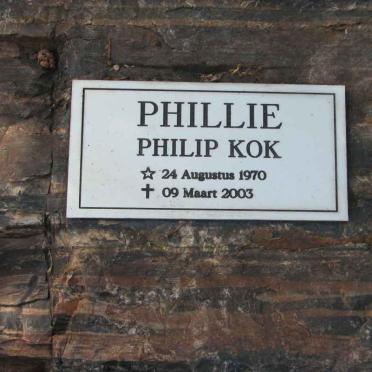 PHILLIE
PHILIP KOK
☆ 24 Augustus 1970
✝ 09 Maart 2003